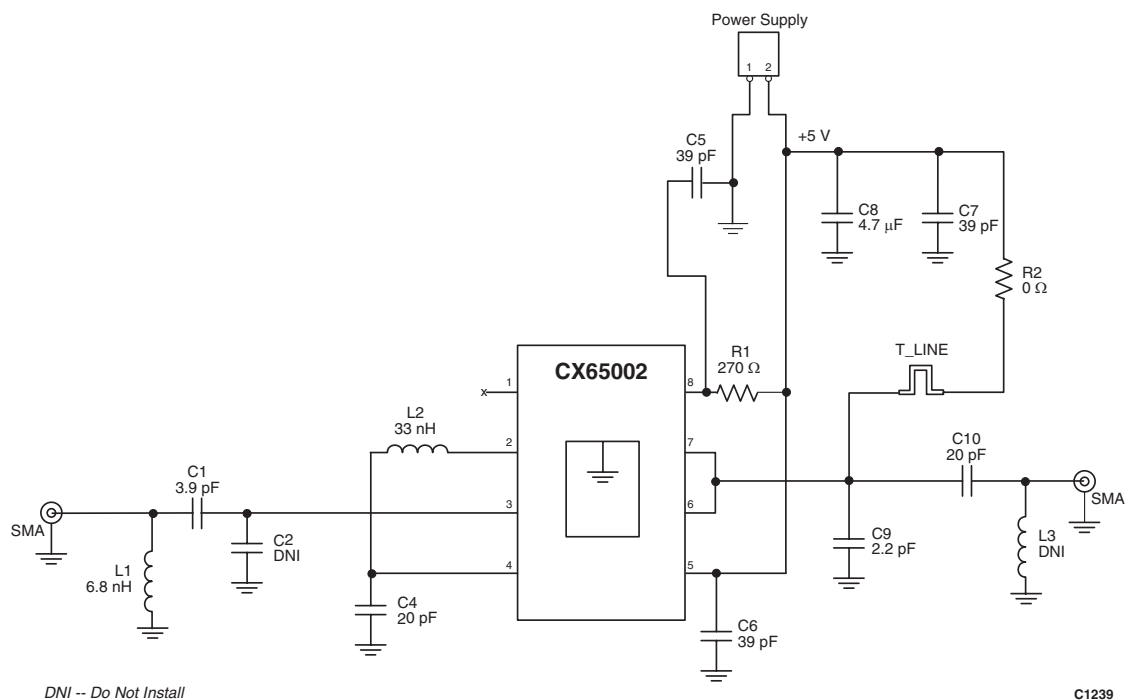 Power Supply
1 2
+5 V
C5
39 pF
C8
4.7 μF
C7
39 pF
R2
0 Ω
T_LINE
R1
270 Ω
CX65002
1
8
x
L2
33 nH
2
7
C10
20 pF
C1
3.9 pF
SMA
SMA
3
6
C2
DNI
C9
2.2 pF
L3
DNI
L1
6.8 nH
4
5
C4
20 pF
C6
39 pF
DNI -- Do Not Install
C1239